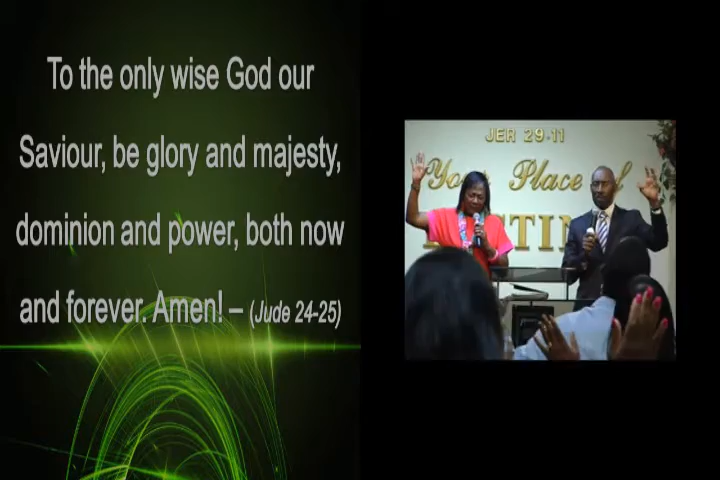 To the only wise God our
Saviour, be glory and majesty,
dominion and power, both now
and forever. Amen! – (Jude 24-25)
JER 29-11
Your Place of